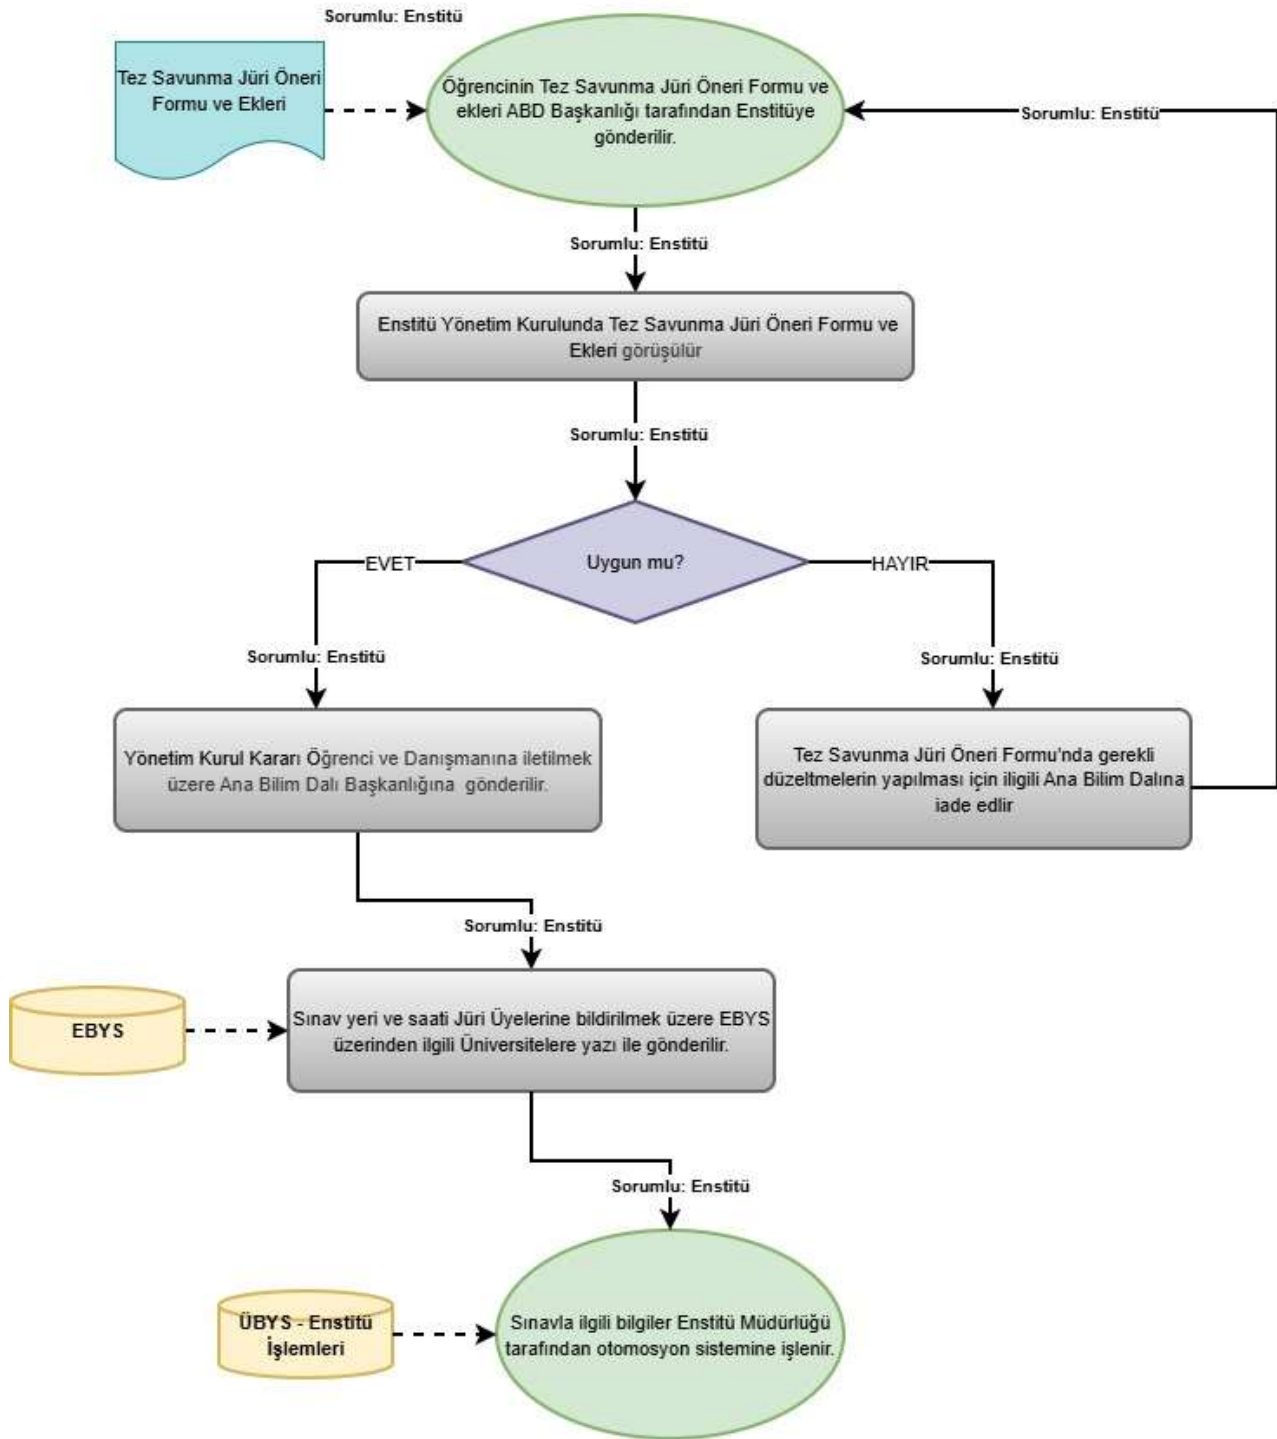 Sorumlu: Enstitü
Tez Savunma Jüri Öneri
Formu ve Ekleri
Öğrencinin Tez Savunma Jüri Öneri Formu ve
ekleri ABD Başkanlığı tarafından Enstitüye
gönderilir.
Sorumlu: Enstitü
Sorumlu: Enstitü
Enstitü Yönetim Kurulunda Tez Savunma Jüri Öneri Formu ve
Ekleri görüşülür
Sorumlu: Enstitü
Uygun mu?
EVET
HAYIR
Sorumlu: Enstitü
Sorumlu: Enstitü
Yönetim Kurul Kararı Öğrenci ve Danışmanına iletilmek
üzere Ana Bilim Dalı Başkanlığına gönderilir.
Tez Savunma Jüri Öneri Formu'nda gerekli
düzeltmelerin yapılması için iligili Ana Bilim Dalına
iade edlir
Sorumlu: Enstitü
EBYS
Sınav yeri ve saati Jüri Üyelerine bildirilmek üzere EBYS
üzerinden ilgili Üniversitelere yazı ile gönderilir.
Sorumlu: Enstitü
ÜBYS - Enstitü
İşlemleri
Sınavla ilgili bilgiler Enstitü Müdürlüğü
tarafından otomosyon sistemine işlenir.